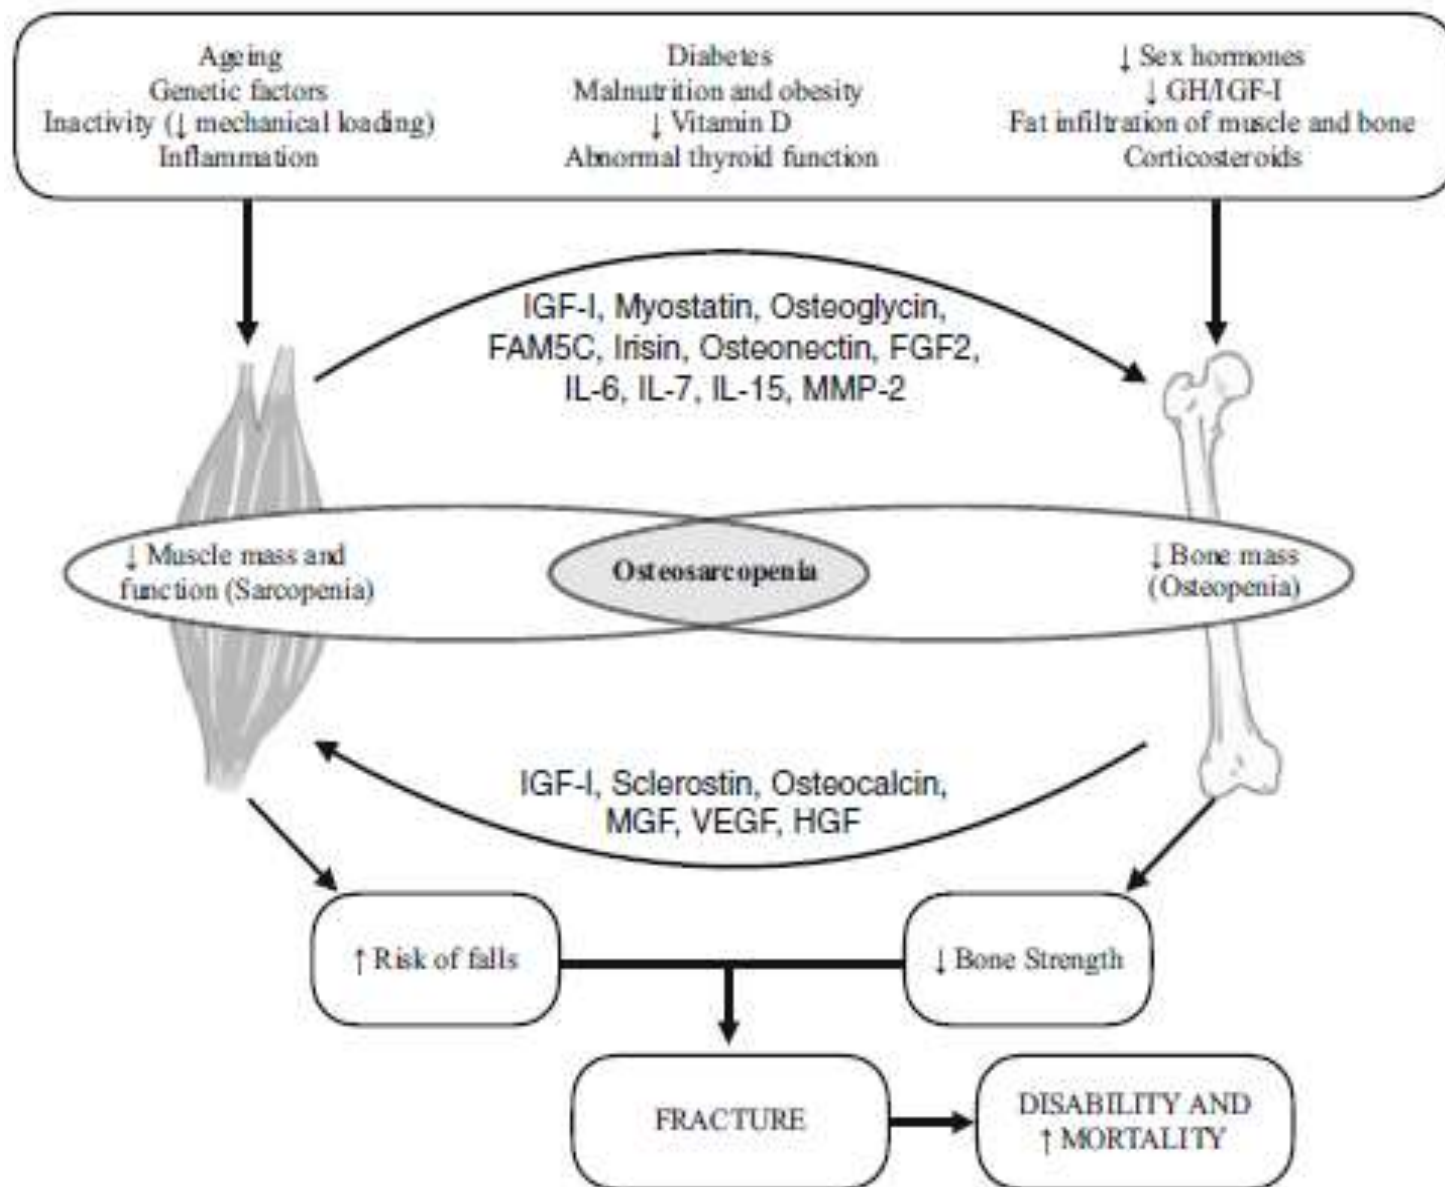 Ageing
Genetic factors
Inactivity (↓ mechanical loading)
Inflammation
Diabetes
Malnutrition and obesity
↓ Vitamin D
Abnormal thyroid function
↓ Sex hormones
↓ GH/IGF-I
Fat infiltration of muscle and bone
Corticosteroids
IGF-I, Myostatin, Osteoglycin,
FAM5C, Irisin, Osteonectin, FGF2,
IL-6, IL-7, IL-15, MMP-2
↓ Muscle mass and
function (Sarcopenia)
Osteosarcopenia
↓ Bone mass
(Osteopenia)
IGF-I, Sclerostin, Osteocalcin,
MGF, VEGF, HGF
↑ Risk of falls
↓ Bone Strength
FRACTURE
DISABILITY AND
↑ MORTALITY